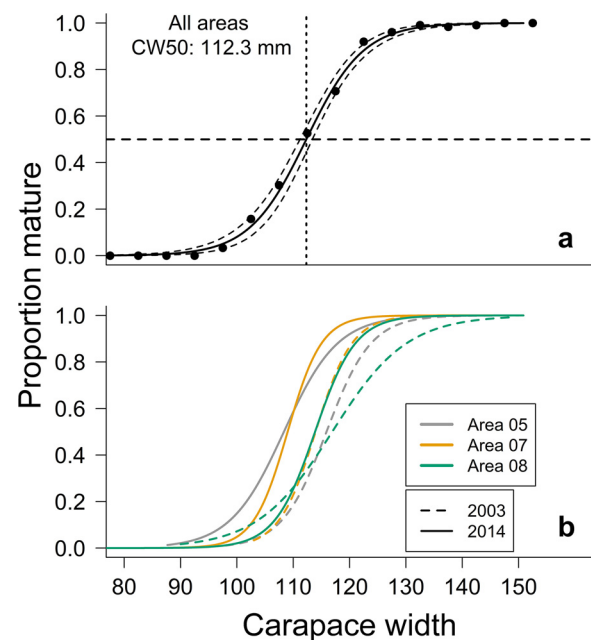 All areas
CW50: 112.3 mm
1.0
0.8
0.6
0.4
0.2
0.0
a
Proportion mature
1.0
0.8
0.6
0.4
0.2
0.0
Area 05
Area 07
Area 08
2003
2014
b
80 90 100 110 120 130 140 150
Carapace width